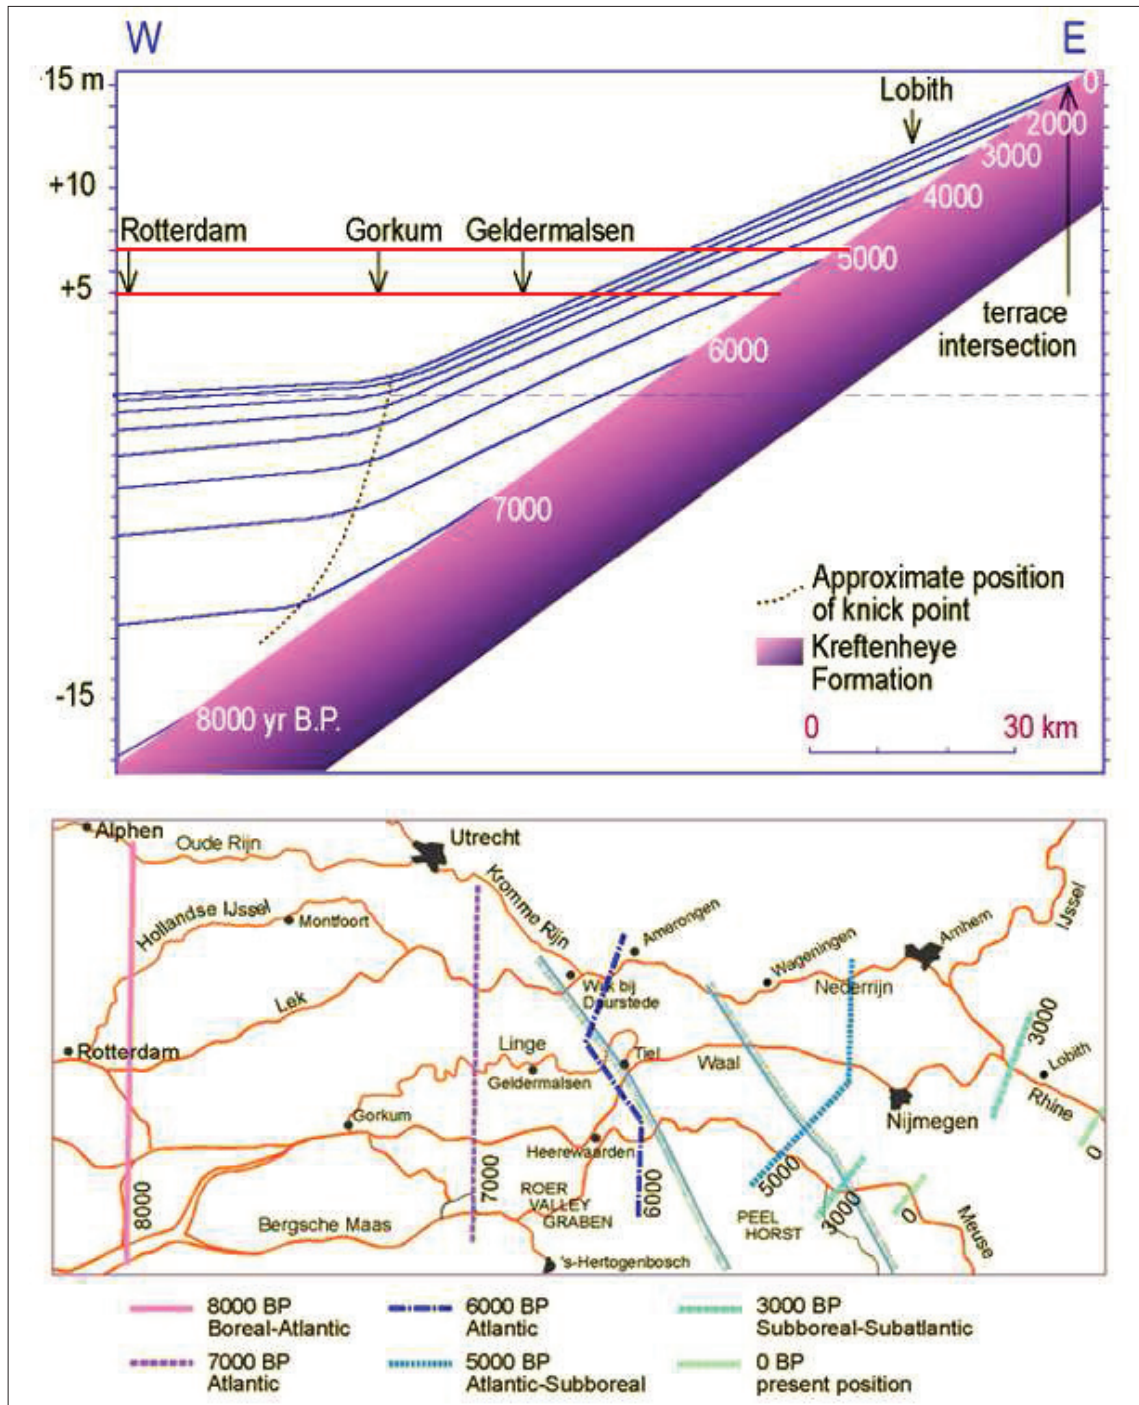 W
E
15 m
Lobith
0
2000
3000
+10
4000
Rotterdam
Gorkum
Geldermalsen
5000
+5
terrace
intersection
6000
7000
Approximate position
of knick point
Kreftenheye
Formation
-15
8000 yr B.P.
0
30 km
Alphen
Oude Rijn
Utrecht
Kromme Rijn
Hollandse IJssel
Montfoort
Amerongen
Wageningen
Arnhem
IJssel
Wijk bij
Duurstede
Nederrijn
Lek
3000
Rotterdam
Linge
Tiel
Waal
Lobith
Geldermalsen
Rhine
Gorkum
Nijmegen
Heerewaarden
0
8000
7000
ROER
VALLEY
GRABEN
6000
5000
PEEL
HORST
3000
0
Meuse
Bergsche Maas
's-Hertogenbosch
8000 BP
Boreal-Atlantic
6000 BP
Atlantic
3000 BP
Subboreal-Subatlantic
7000 BP
Atlantic
5000 BP
Atlantic-Subboreal
0 BP
present position